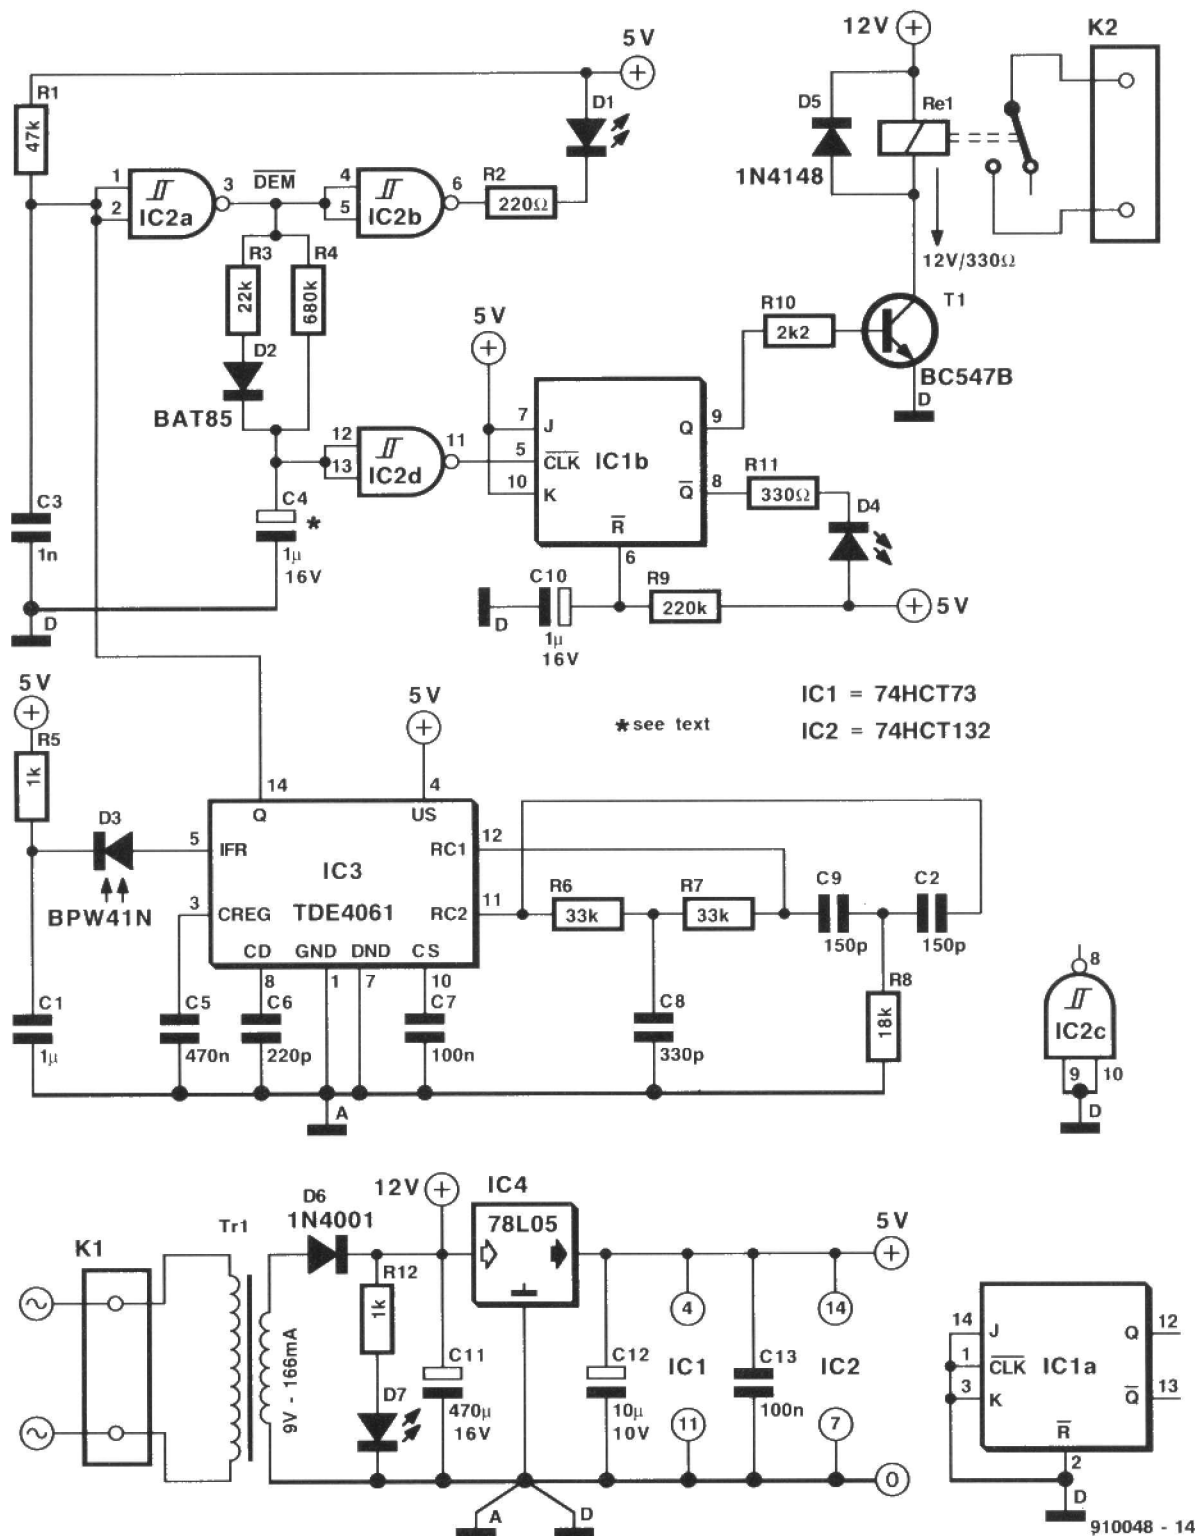 12V
K2
5V
R1
47k
D1
D5
Re1
1N4148
1
2
3
DEM
IC2a
4
5
6
IC2b
R2
220Ω
12V/330Ω
R3
22k
R4
680k
D2
BAT85
5V
R10
2k2
T1
BC547B
D
12
13
11
IC2d
7
J
5
CLK
10
K
IC1b
Q
9
Q
8
R
6
R11
330Ω
D4
C3
1n
C4
*
1µ
16V
D
C10
D
1µ
16V
R9
220k
5V
5V
R5
1k
*see text
IC1 = 74HCT73
IC2 = 74HCT132
5V
14
Q
4
US
D3
BPW41N
5
IFR
3
CREG
IC3
TDE4061
RC1
12
RC2
11
CD
GND
DND
CS
8
1
7
10
R6
33k
R7
33k
C9
150p
C2
150p
C1
1µ
C5
470n
C6
220p
C7
100n
C8
330p
R8
18k
A
8
IC2c
9
10
D
K1
Tr1
9V - 166mA
D6
1N4001
12V
IC4
78L05
5V
R12
1k
D7
C11
470µ
16V
C12
10µ
10V
4
IC1
11
C13
100n
14
IC2
7
0
A
D
14
J
1
CLK
3
K
IC1a
Q
12
Q
13
R
2
D
910048 - 14